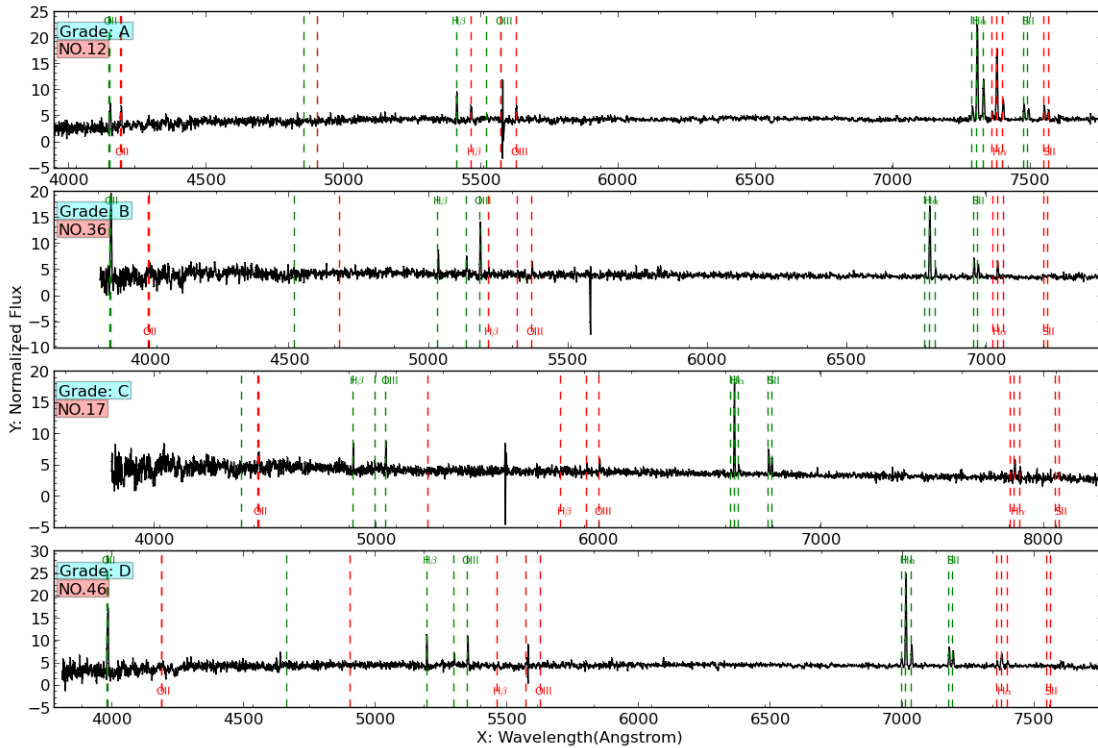 Y: Normalized Flux
25
20
15
10
5
0
-5
Grade: A
NO.12
OII
Hβ
OIII
Hα
SII
OII
Hβ
OIII
Hα
SII
4000 4500 5000 5500 6000 6500 7000 7500
20
15
10
5
0
-5
-10
Grade: B
NO.36
OII
Hβ
OIII
Hα
SII
OII
Hβ
OIII
Hα
SII
4000 4500 5000 5500 6000 6500 7000
20
15
10
5
0
-5
Grade: C
NO.17
Hβ
OIII
Hα
SII
OII
Hβ
OIII
Hα
SII
4000 5000 6000 7000 8000
30
25
20
15
10
5
0
-5
Grade: D
NO.46
OII
Hβ
OIII
Hα
SII
OII
Hβ
OIII
Hα
SII
4000 4500 5000 5500 6000 6500 7000 7500
X: Wavelength(Angstrom)